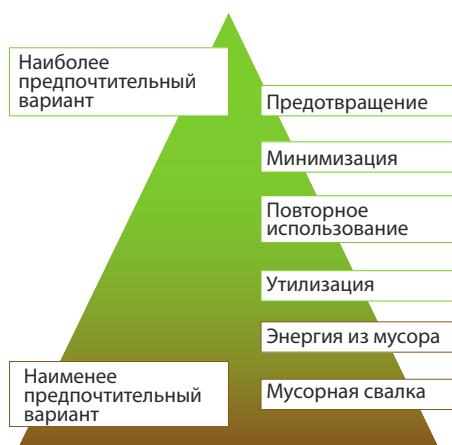 Наиболее
предпочтительный
вариант
Предотвращение
Минимизация
Повторное
использование
Утилизация
Энергия из мусора
Наименее
предпочтительный
вариант
Мусорная свалка